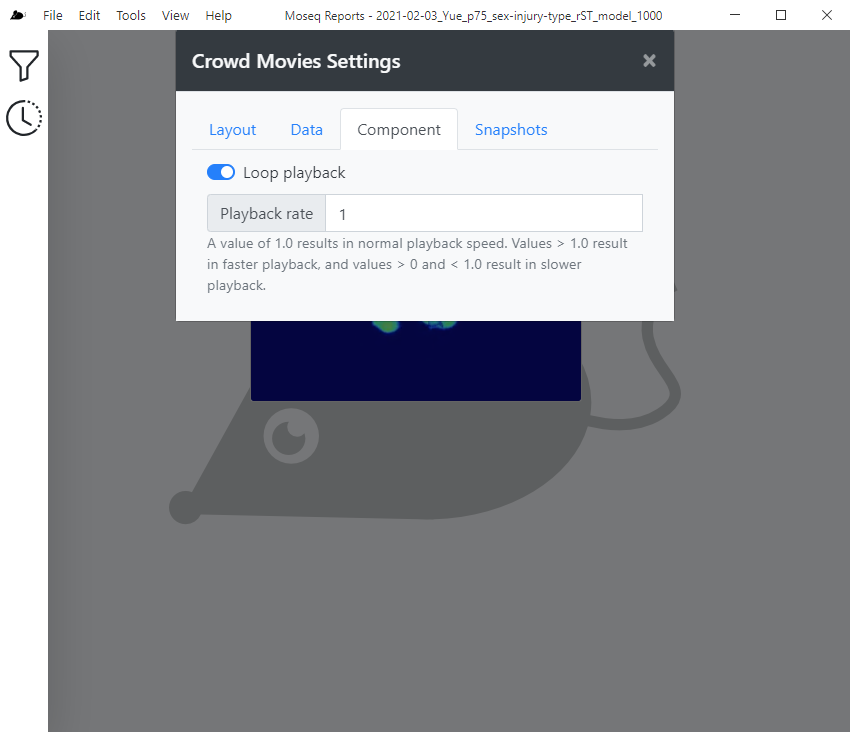 File Edit Tools View Help Moseq Reports - 2021-02-03_Yue_p75_sex-injury-type_rST_model_1000
Crowd Movies Settings ×
Layout Data Component Snapshots
Loop playback
Playback rate 1
A value of 1.0 results in normal playback speed. Values > 1.0 result
in faster playback, and values > 0 and < 1.0 result in slower
playback.